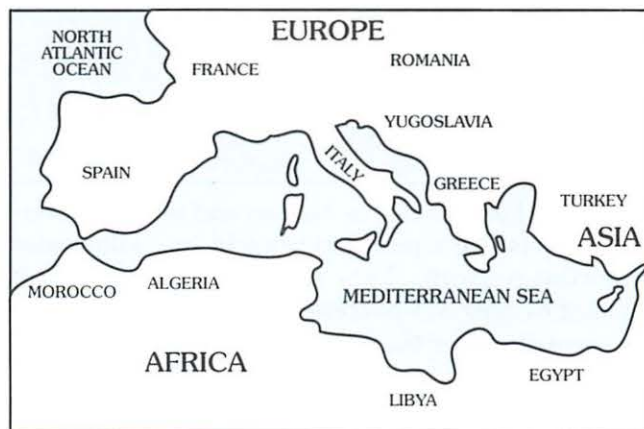 EUROPE
NORTH
ATLANTIC
OCEAN
FRANCE
ROMANIA
YUGOSLAVIA
ITALY
SPAIN
GREECE
TURKEY
ASIA
MOROCCO
ALGERIA
MEDITERRANEAN SEA
AFRICA
EGYPT
LIBYA